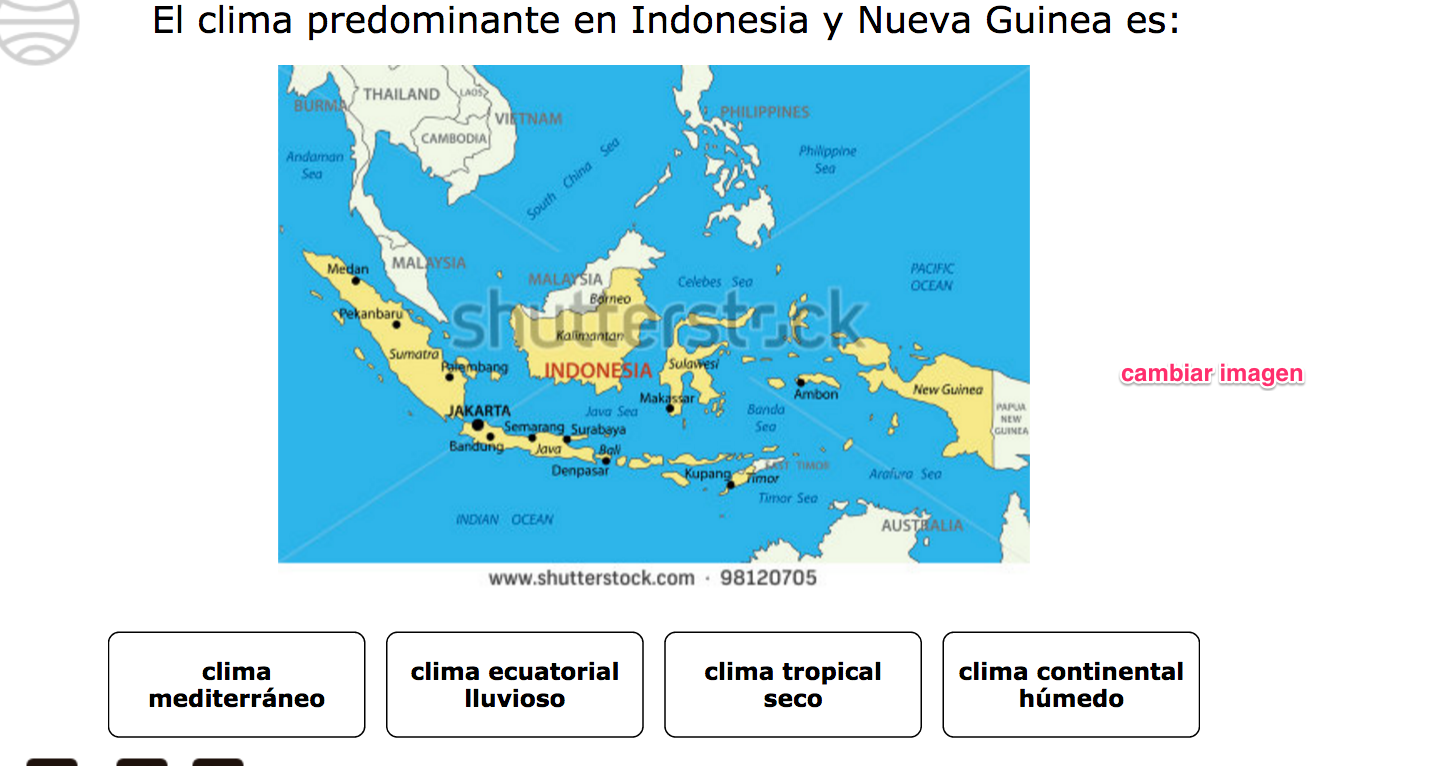 El clima predominante en Indonesia y Nueva Guinea es:
BURMA
THAILAND
LAOS
VIETNAM
CAMBODIA
PHILIPPINES
Andaman
Sea
South China Sea
Philippine
Sea
MALAYSIA
MALAYSIA
Medan
Borneo
Celebes Sea
PACIFIC
OCEAN
Pekanbaru
shutterstock
Kalimantan
Sumatra
Palembang
INDONESIA
Sulawesi
New Guinea
cambiar imagen
Makassar
Ambon
JAKARTA
Java Sea
Banda
Sea
PAPUA
NEW
GUINEA
Semarang
Surabaya
Bandung
Java
Bali
Denpasar
Kupang
EAST TIMOR
Timor
Arafura Sea
Timor Sea
INDIAN OCEAN
AUSTRALIA
www.shutterstock.com · 98120705
clima
mediterráneo
clima ecuatorial
lluvioso
clima tropical
seco
clima continental
húmedo